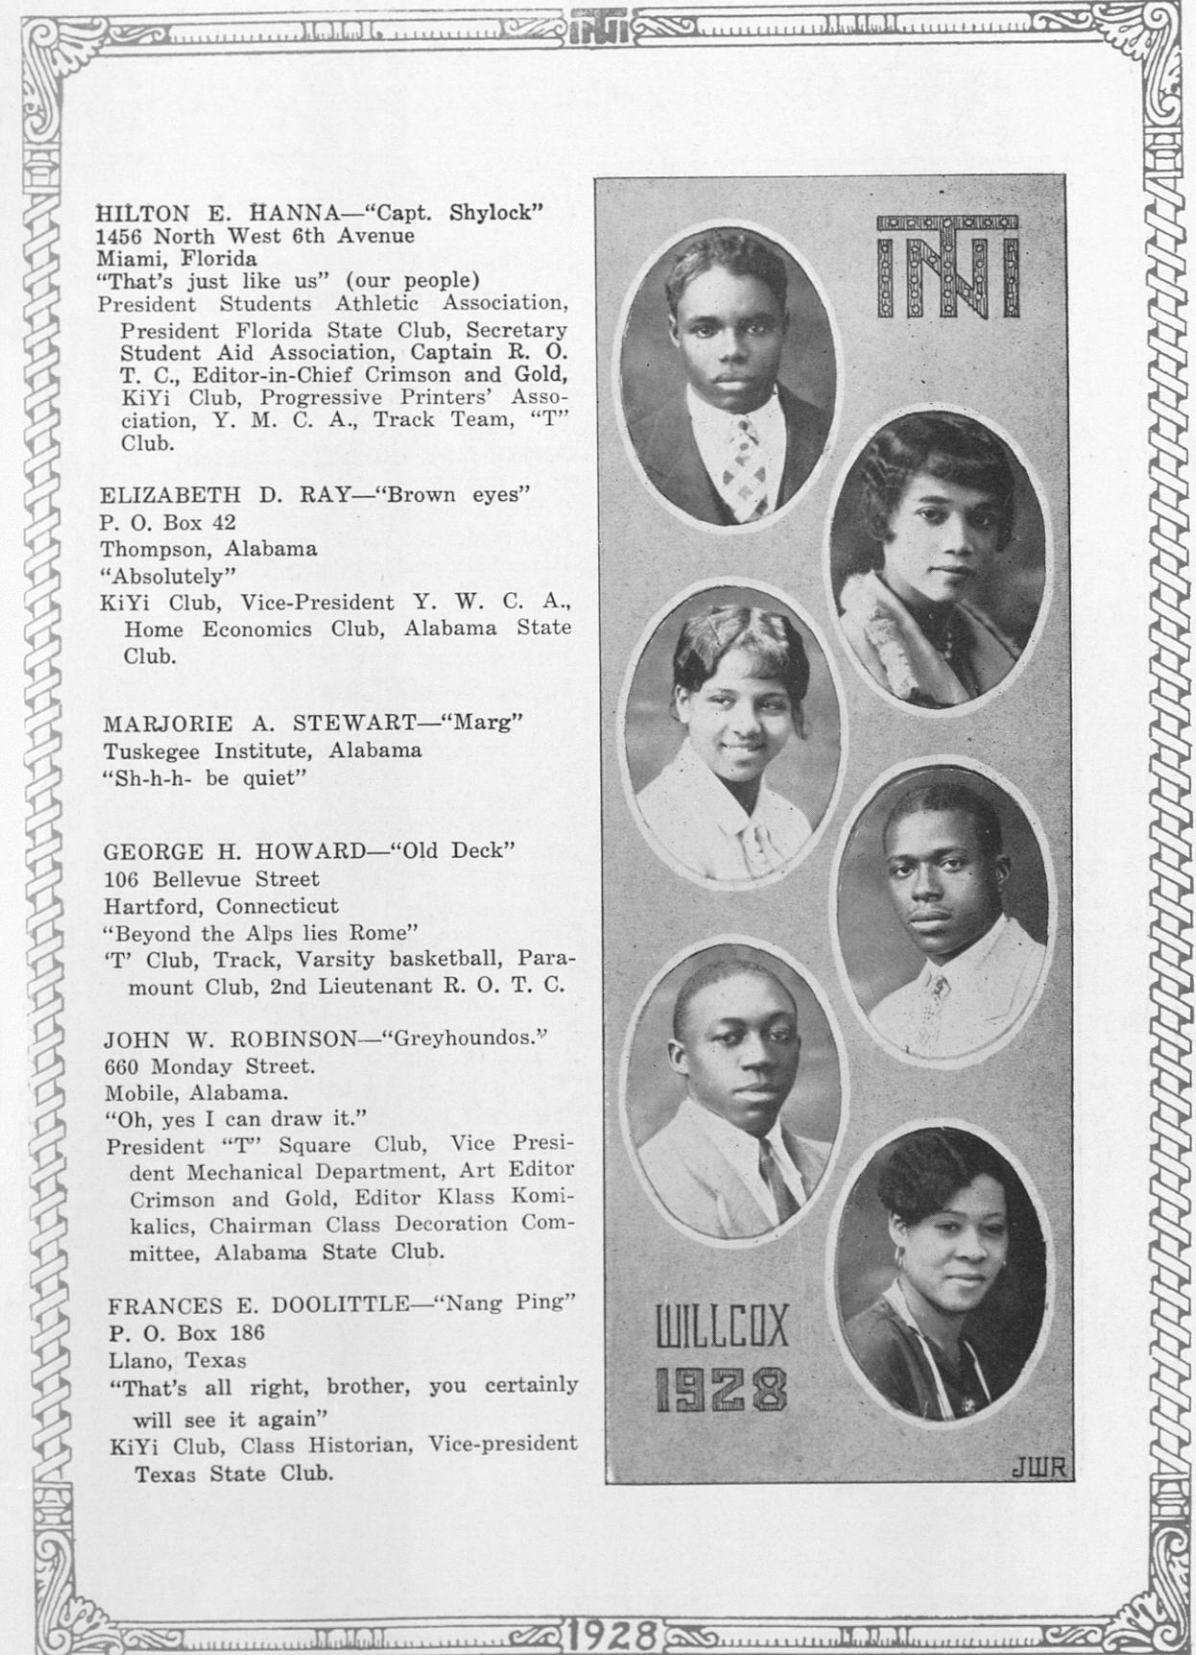 TNI
HILTON E. HANNA—“Capt. Shylock”
1456 North West 6th Avenue
Miami, Florida
“That’s just like us” (our people)
President Students Athletic Association,
President Florida State Club, Secretary
Student Aid Association, Captain R. O.
T. C., Editor-in-Chief Crimson and Gold,
KiYi Club, Progressive Printers’ Asso-
ciation, Y. M. C. A., Track Team, “T”
Club.
ELIZABETH D. RAY—“Brown eyes”
P. O. Box 42
Thompson, Alabama
“Absolutely”
KiYi Club, Vice-President Y. W. C. A.,
Home Economics Club, Alabama State
Club.
MARJORIE A. STEWART—“Marg”
Tuskegee Institute, Alabama
“Sh-h-h- be quiet”
GEORGE H. HOWARD—“Old Deck”
106 Bellevue Street
Hartford, Connecticut
“Beyond the Alps lies Rome”
‘T’ Club, Track, Varsity basketball, Para-
mount Club, 2nd Lieutenant R. O. T. C.
JOHN W. ROBINSON—“Greyhoundos.”
660 Monday Street.
Mobile, Alabama.
“Oh, yes I can draw it.”
President “T” Square Club, Vice Presi-
dent Mechanical Department, Art Editor
Crimson and Gold, Editor Klass Komi-
kalics, Chairman Class Decoration Com-
mittee, Alabama State Club.
FRANCES E. DOOLITTLE—“Nang Ping”
P. O. Box 186
Llano, Texas
“That’s all right, brother, you certainly
will see it again”
KiYi Club, Class Historian, Vice-president
Texas State Club.
TNI
WILLCOX
1928
JWR
1928